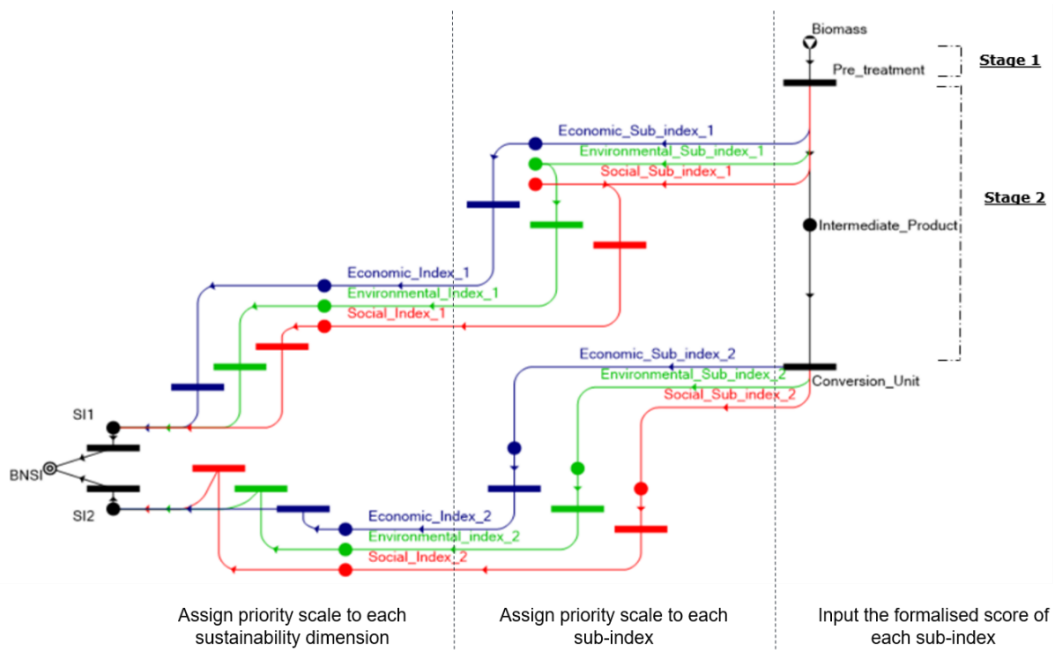 Biomass
Stage 1
Pre_treatment
Economic_Sub_index_1
Environmental_Sub_index_1
Social_Sub_index_1
Stage 2
Intermediate_Product
Economic_Index_1
Environmental_Index_1
Social_Index_1
Economic_Sub_index_2
Environmental_Sub_index_2
Conversion_Unit
Social_Sub_index_2
SI1
BNSI
SI2
Economic_Index_2
Environmental_index_2
Social_Index_2
Assign priority scale to each
sustainability dimension
Assign priority scale to each
sub-index
Input the formalised score of
each sub-index